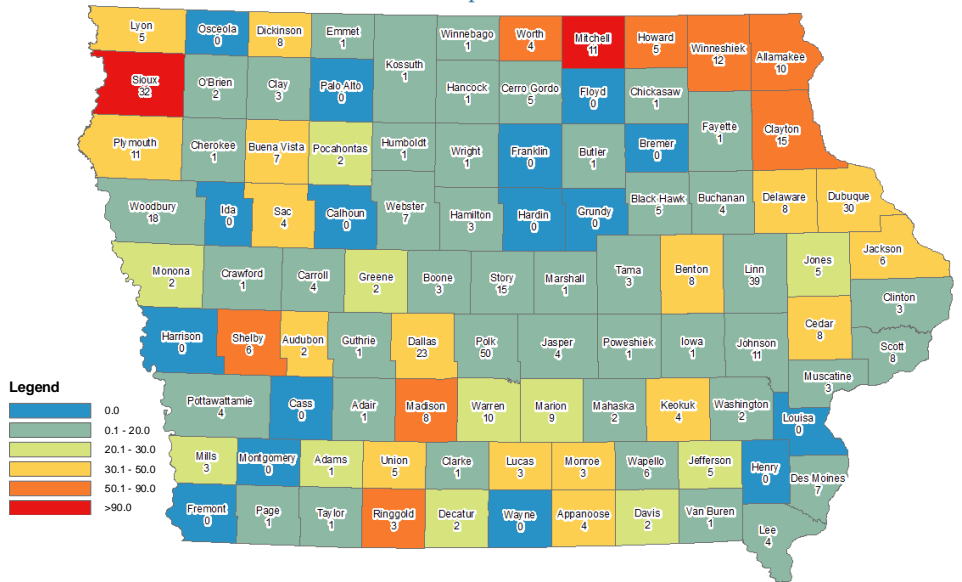 Lyon
5
Osceola
0
Dickinson
8
Emmet
1
Kossuth
1
Winnebago
1
Worth
4
Mitchell
11
Howard
5
Winneshiek
12
Allamakee
10
Sioux
32
O'Brien
2
Clay
3
Palo Alto
0
Hancock
1
Cerro Gordo
5
Floyd
0
Chickasaw
1
Plymouth
11
Cherokee
1
Buena Vista
7
Pocahontas
2
Humboldt
1
Wright
1
Franklin
0
Butler
1
Bremer
0
Fayette
1
Clayton
15
Woodbury
18
Ida
0
Sac
4
Calhoun
0
Webster
7
Hamilton
3
Hardin
0
Grundy
0
Black Hawk
5
Buchanan
4
Delaware
8
Dubuque
30
Monona
2
Crawford
1
Carroll
4
Greene
2
Boone
3
Story
15
Marshall
1
Tama
3
Benton
8
Linn
39
Jones
5
Jackson
6
Clinton
3
Harrison
0
Shelby
6
Audubon
2
Guthrie
1
Dallas
23
Polk
50
Jasper
4
Poweshiek
1
Iowa
1
Johnson
11
Cedar
8
Scott
8
Muscatine
3
Pottawattamie
4
Cass
0
Adair
1
Madison
8
Warren
10
Marion
9
Mahaska
2
Keokuk
4
Washington
2
Louisa
0
Mills
3
Montgomery
0
Adams
1
Union
5
Clarke
1
Lucas
3
Monroe
3
Wapello
6
Jefferson
5
Henry
0
Des Moines
7
Fremont
0
Page
1
Taylor
1
Ringgold
3
Decatur
2
Wayne
0
Appanoose
4
Davis
2
Van Buren
1
Lee
4
Legend
0.0
0.1 - 20.0
20.1 - 30.0
30.1 - 50.0
50.1 - 90.0
>90.0